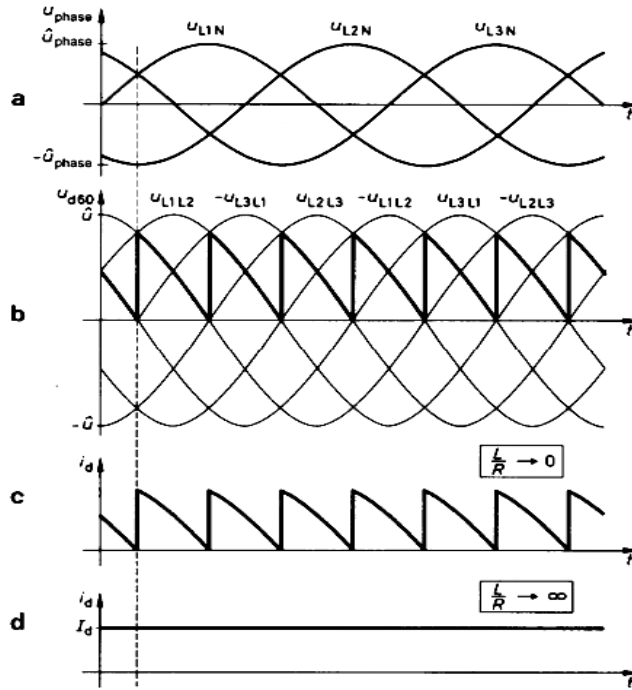 u_phase
û_phase
u_L1N u_L2N u_L3N
a
t
-û_phase
u_d60
û
u_L1L2 -u_L3L1 u_L2L3 -u_L1L2 u_L3L1 -u_L2L3
b
t
-û
i_d
L/R → 0
c
t
i_d
L/R → ∞
d
I_d
t